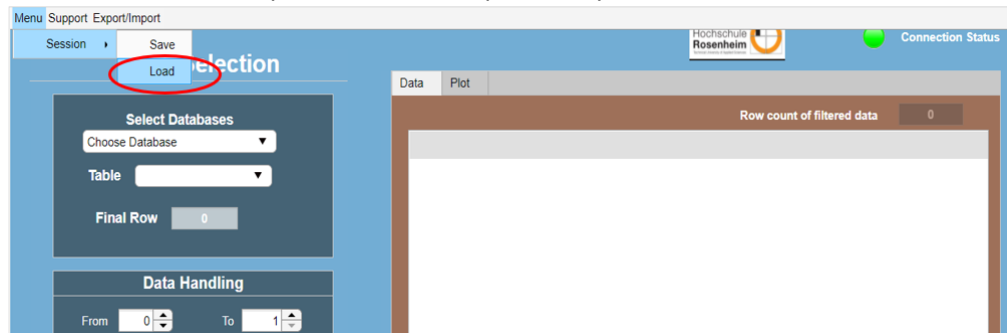 Menu Support Export/Import
Session Save
Load
election
Select Databases
Choose Database
Table
Final Row 0
Data Handling
From 0 To 1
Hochschule
Rosenheim
Connection Status
Data Plot
Row count of filtered data 0